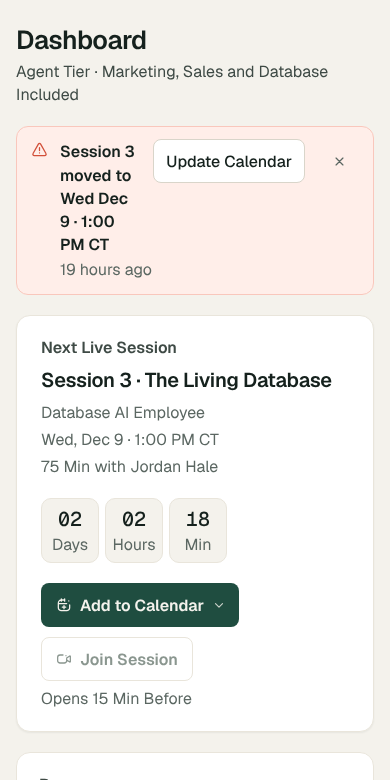 Dashboard
Agent Tier · Marketing, Sales and Database
Included
Session 3
moved to
Wed Dec
9 · 1:00
PM CT
19 hours ago
Update Calendar
×
Next Live Session
Session 3 · The Living Database
Database AI Employee
Wed, Dec 9 · 1:00 PM CT
75 Min with Jordan Hale
02 02 18
Days Hours Min
Add to Calendar
Join Session
Opens 15 Min Before